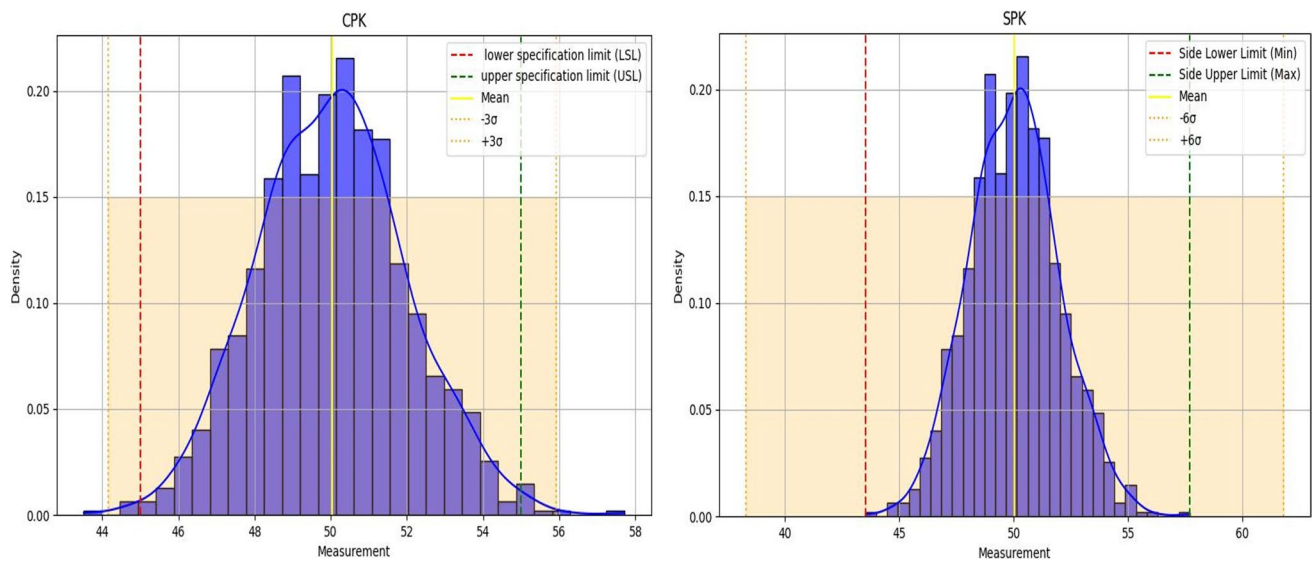 CPK
lower specification limit (LSL)
upper specification limit (USL)
Mean
-3σ
+3σ
0.20
0.15
0.10
0.05
0.00
Density
44
46
48
50
52
54
56
58
Measurement
SPK
Side Lower Limit (Min)
Side Upper Limit (Max)
Mean
-6σ
+6σ
0.20
0.15
0.10
0.05
0.00
Density
40
45
50
55
60
Measurement